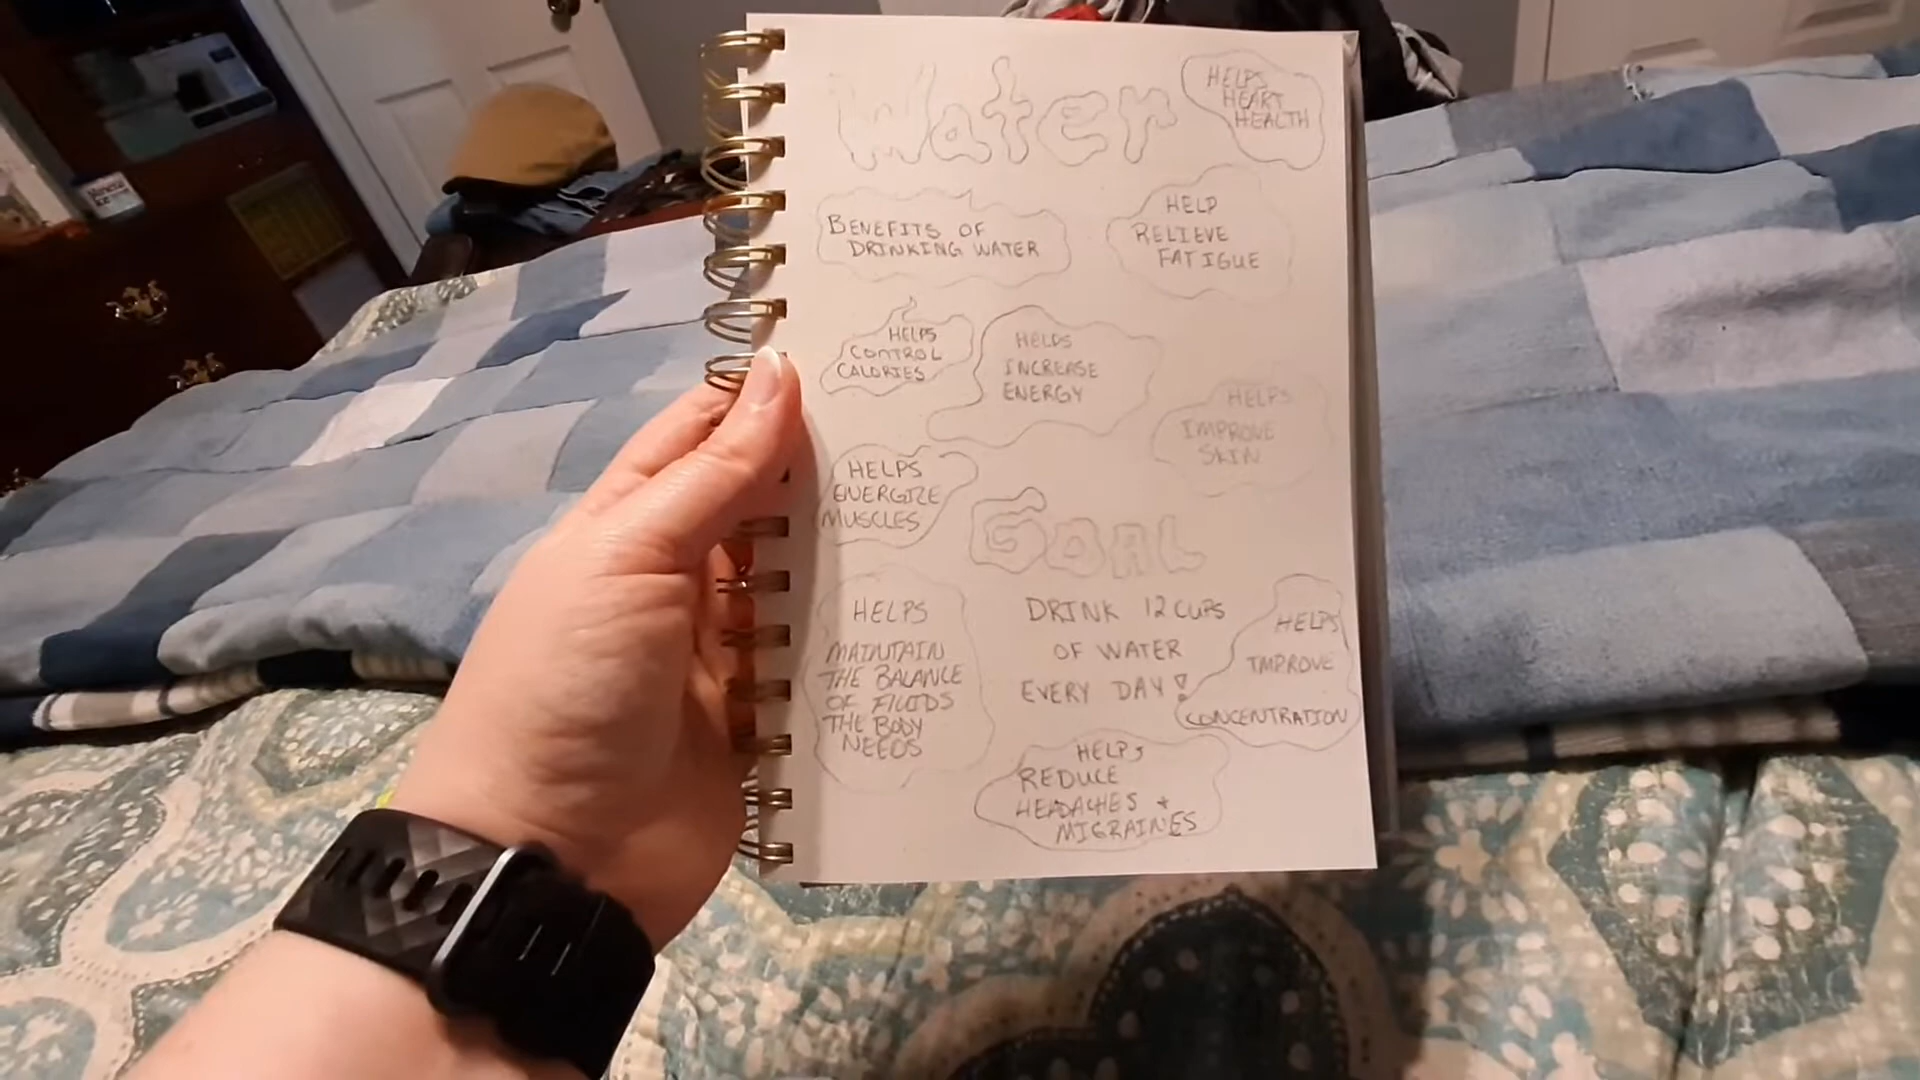 Water
HELPS
HEART
HEALTH
BENEFITS OF
DRINKING WATER
HELP
RELIEVE
FATIGUE
HELPS
CONTROL
CALORIES
HELPS
INCREASE
ENERGY
HELPS
IMPROVE
SKIN
HELPS
ENERGIZE
MUSCLES
GOAL
DRINK 12 CUPS
OF WATER
EVERY DAY!
HELPS
MAINTAIN
THE BALANCE
OF FLUIDS
THE BODY
NEEDS
HELPS
IMPROVE
CONCENTRATION
HELPS
REDUCE
HEADACHES +
MIGRAINES
Mineral
Ice